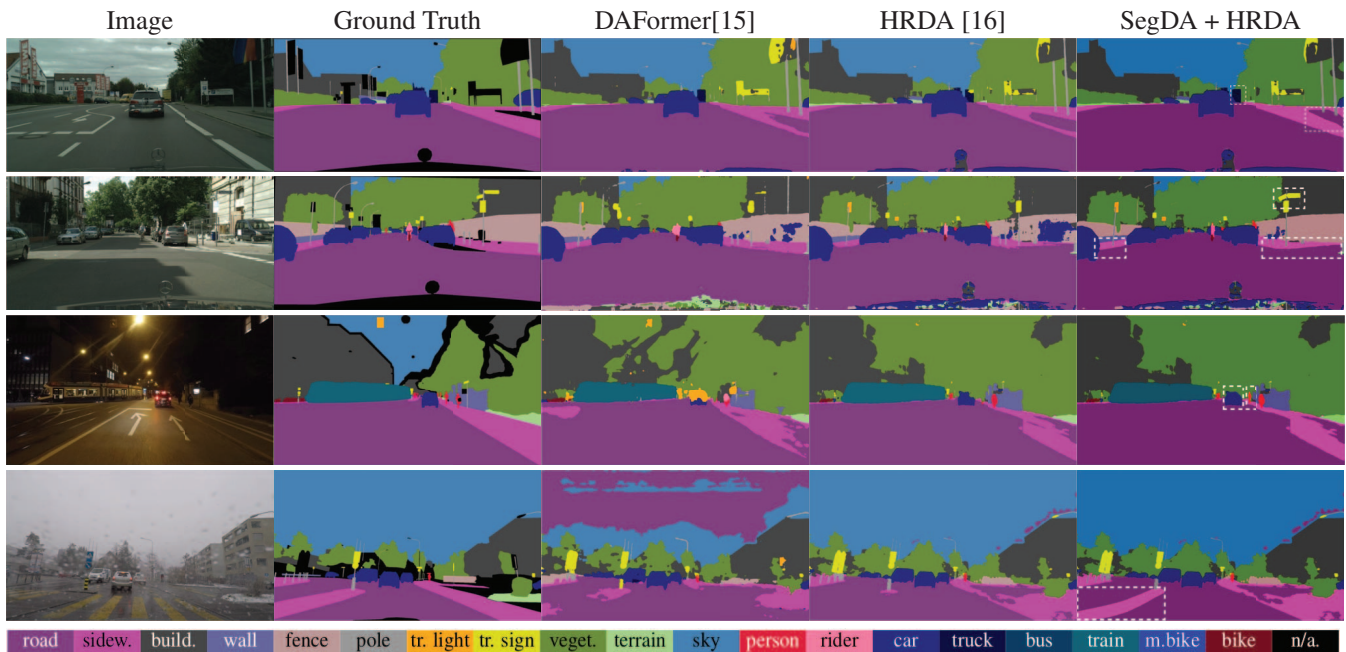 Image Ground Truth DAFormer[15] HRDA [16] SegDA + HRDA
road sidew. build. wall fence pole tr. light tr. sign veget. terrain sky person rider car truck bus train m.bike bike n/a.